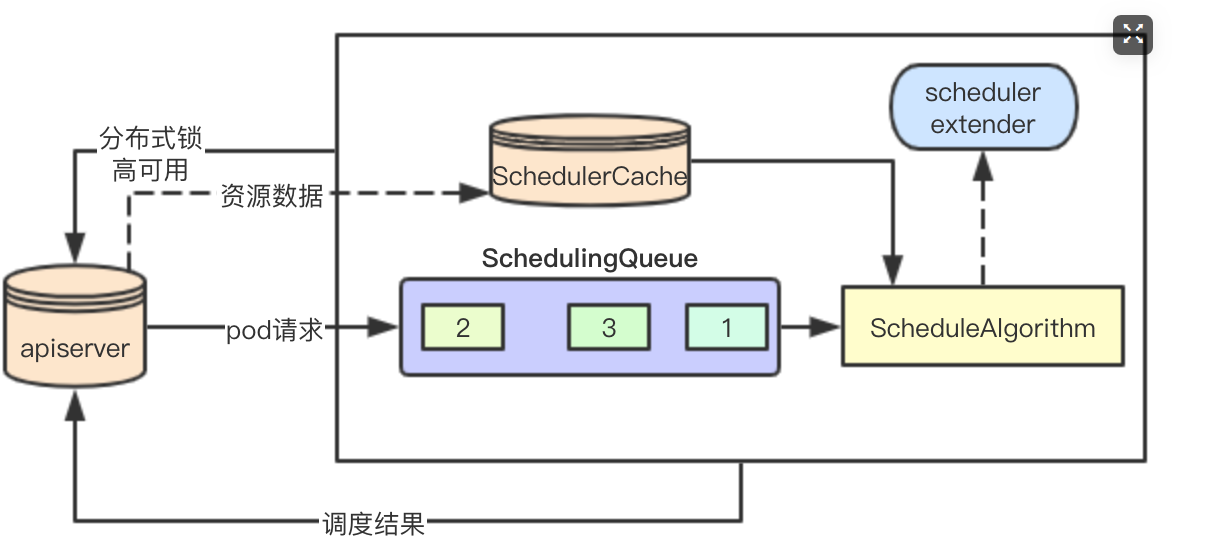 scheduler
extender
分布式锁
高可用
SchedulerCache
资源数据
SchedulingQueue
apiserver
pod请求
2
3
1
ScheduleAlgorithm
调度结果